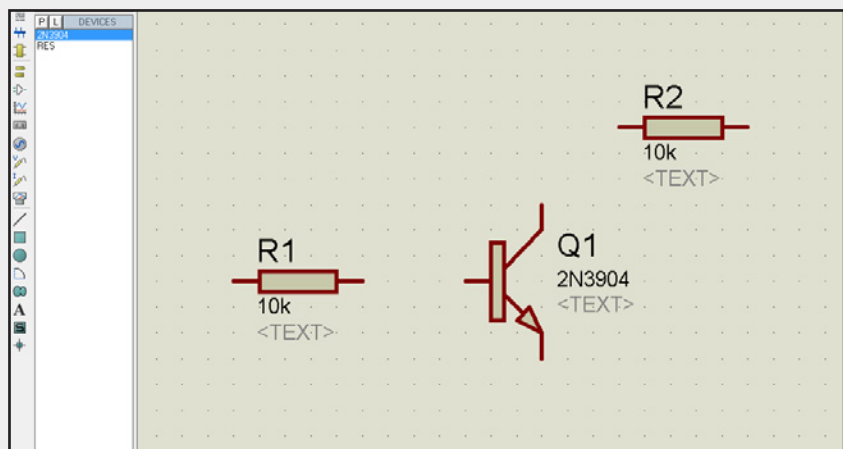 P L DEVICES
2N3904
RES
R2
10k
<TEXT>
R1
10k
<TEXT>
Q1
2N3904
<TEXT>
A
S